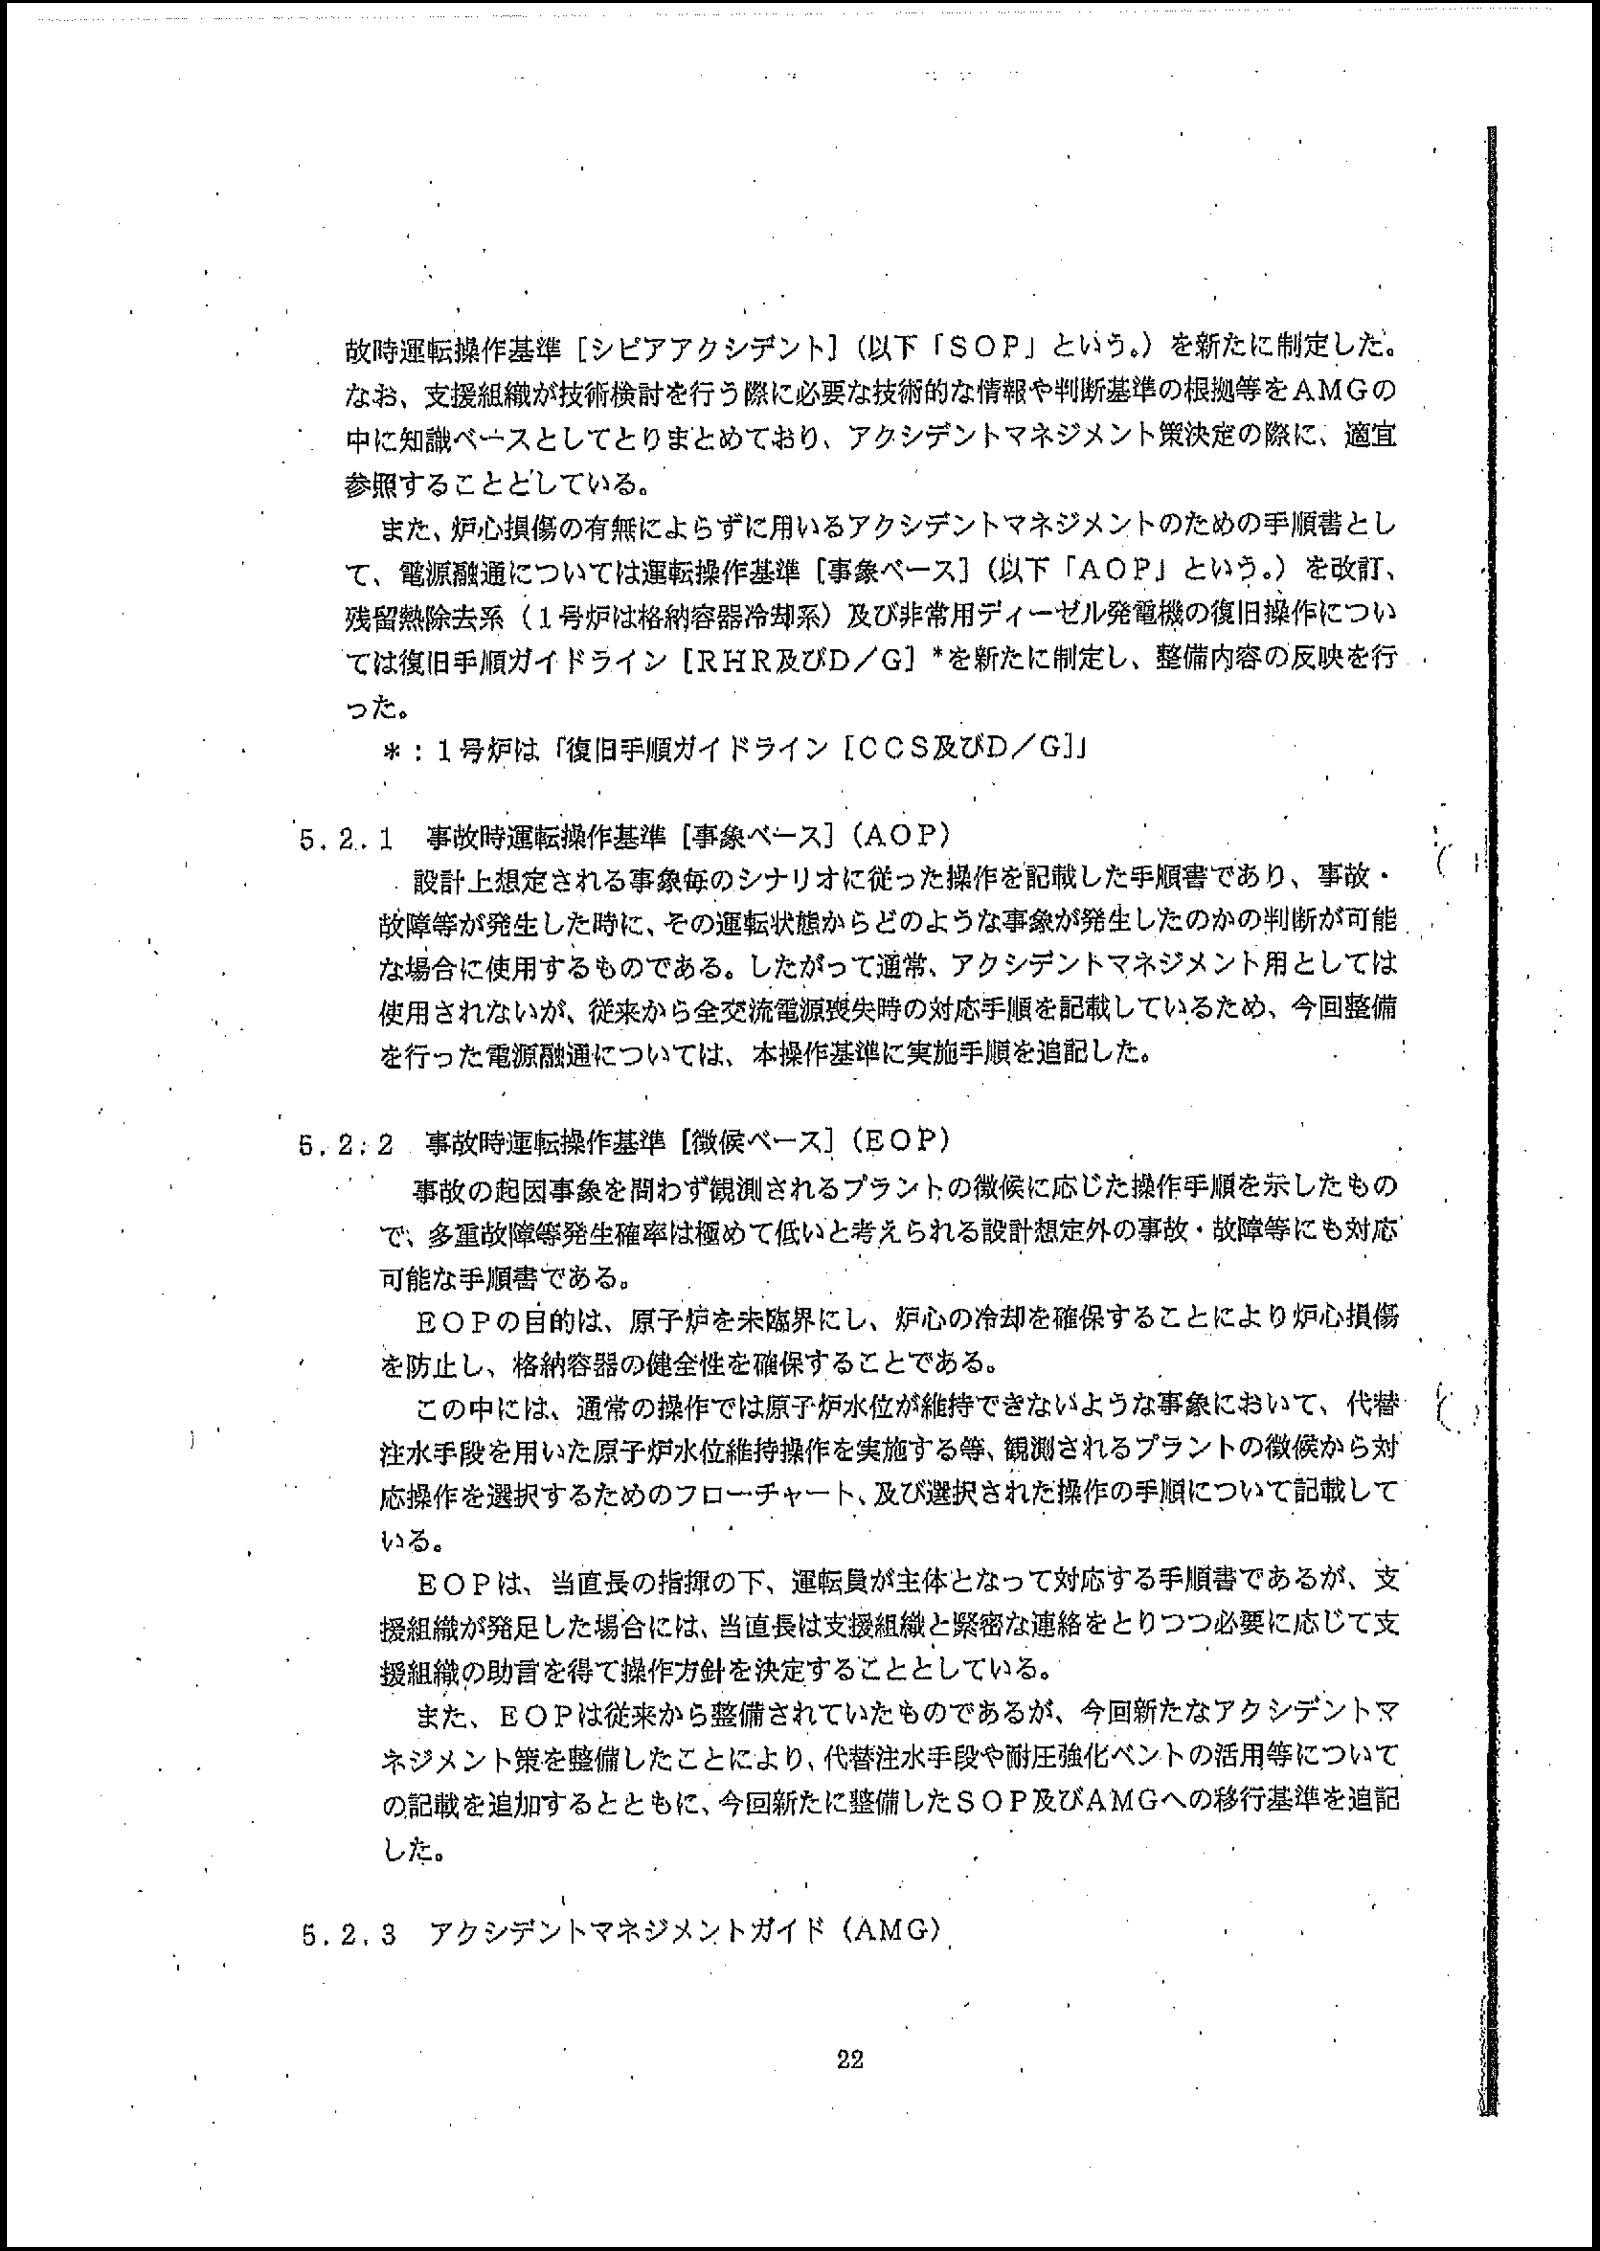 故時運転操作基準［シビアアクシデント］（以下「ＳＯＰ」という。）を新たに制定した。
なお、支援組織が技術検討を行う際に必要な技術的な情報や判断基準の根拠等をＡＭＧの
中に知識ベースとしてとりまとめており、アクシデントマネジメント策決定の際に、適宜
参照することとしている。
また、炉心損傷の有無によらずに用いるアクシデントマネジメントのための手順書とし
て、電源融通については運転操作基準［事象ベース］（以下「ＡＯＰ」という。）を改訂、
残留熱除去系（１号炉は格納容器冷却系）及び非常用ディーゼル発電機の復旧操作につい
ては復旧手順ガイドライン［ＲＨＲ及びＤ／Ｇ］*を新たに制定し、整備内容の反映を行
った。
＊：１号炉は「復旧手順ガイドライン［ＣＣＳ及びＤ／Ｇ］」
５．２．１　事故時運転操作基準［事象ベース］（ＡＯＰ）
設計上想定される事象毎のシナリオに従った操作を記載した手順書であり、事故・
故障等が発生した時に、その運転状態からどのような事象が発生したのかの判断が可能
な場合に使用するものである。したがって通常、アクシデントマネジメント用としては
使用されないが、従来から全交流電源喪失時の対応手順を記載しているため、今回整備
を行った電源融通については、本操作基準に実施手順を追記した。
５．２．２　事故時運転操作基準［徴候ベース］（ＥＯＰ）
事故の起因事象を問わず観測されるプラントの徴候に応じた操作手順を示したもの
で、多重故障等発生確率は極めて低いと考えられる設計想定外の事故・故障等にも対応
可能な手順書である。
ＥＯＰの目的は、原子炉を未臨界にし、炉心の冷却を確保することにより炉心損傷
を防止し、格納容器の健全性を確保することである。
この中には、通常の操作では原子炉水位が維持できないような事象において、代替
注水手段を用いた原子炉水位維持操作を実施する等、観測されるプラントの徴候から対
応操作を選択するためのフローチャート、及び選択された操作の手順について記載して
いる。
ＥＯＰは、当直長の指揮の下、運転員が主体となって対応する手順書であるが、支
援組織が発足した場合には、当直長は支援組織と緊密な連絡をとりつつ必要に応じて支
援組織の助言を得て操作方針を決定することとしている。
また、ＥＯＰは従来から整備されていたものであるが、今回新たなアクシデントマ
ネジメント策を整備したことにより、代替注水手段や耐圧強化ベントの活用等について
の記載を追加するとともに、今回新たに整備したＳＯＰ及びＡＭＧへの移行基準を追記
した。
５．２．３　アクシデントマネジメントガイド（ＡＭＧ）
22